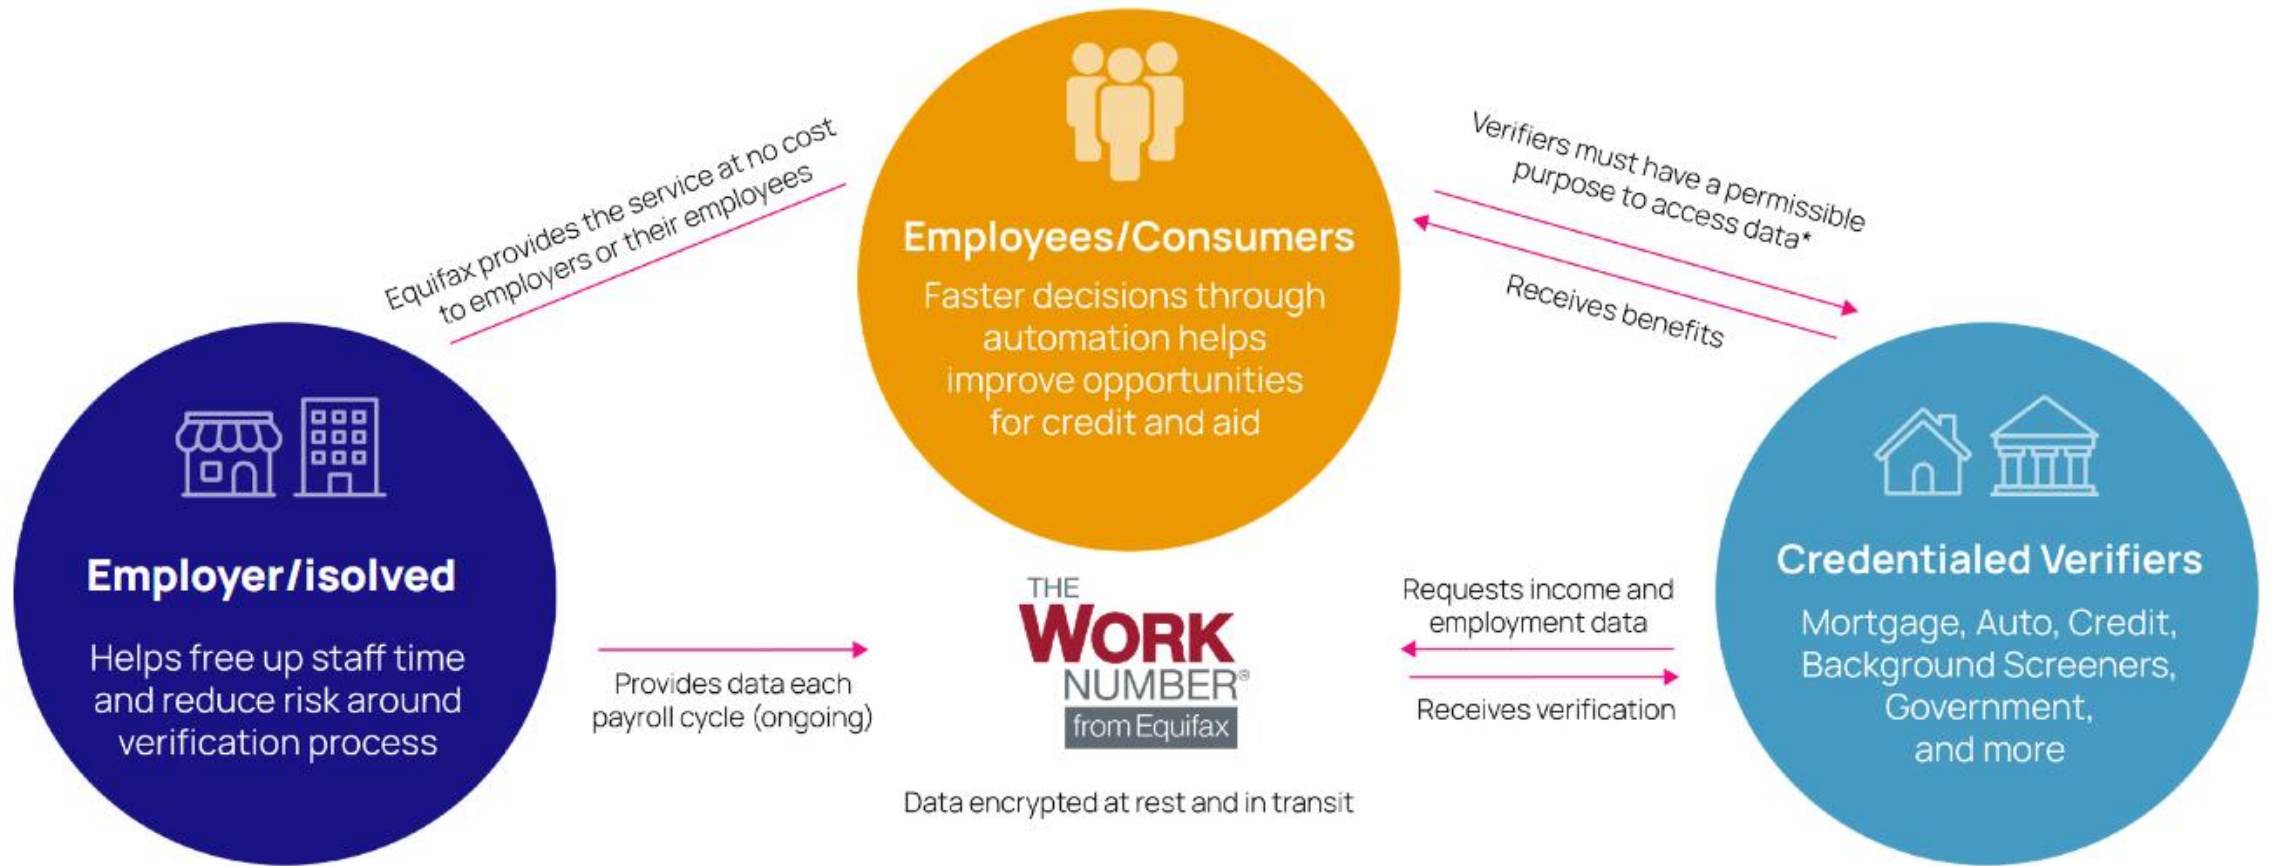 Equifax provides the service at no cost
to employers or their employees
Employees/Consumers
Faster decisions through
automation helps
improve opportunities
for credit and aid
Verifiers must have a permissible
purpose to access data*
Receives benefits
Employer/isolved
Helps free up staff time
and reduce risk around
verification process
Provides data each
payroll cycle (ongoing)
THE
WORK
NUMBER®
from Equifax
Data encrypted at rest and in transit
Requests income and
employment data
Receives verification
Credentialed Verifiers
Mortgage, Auto, Credit,
Background Screeners,
Government,
and more